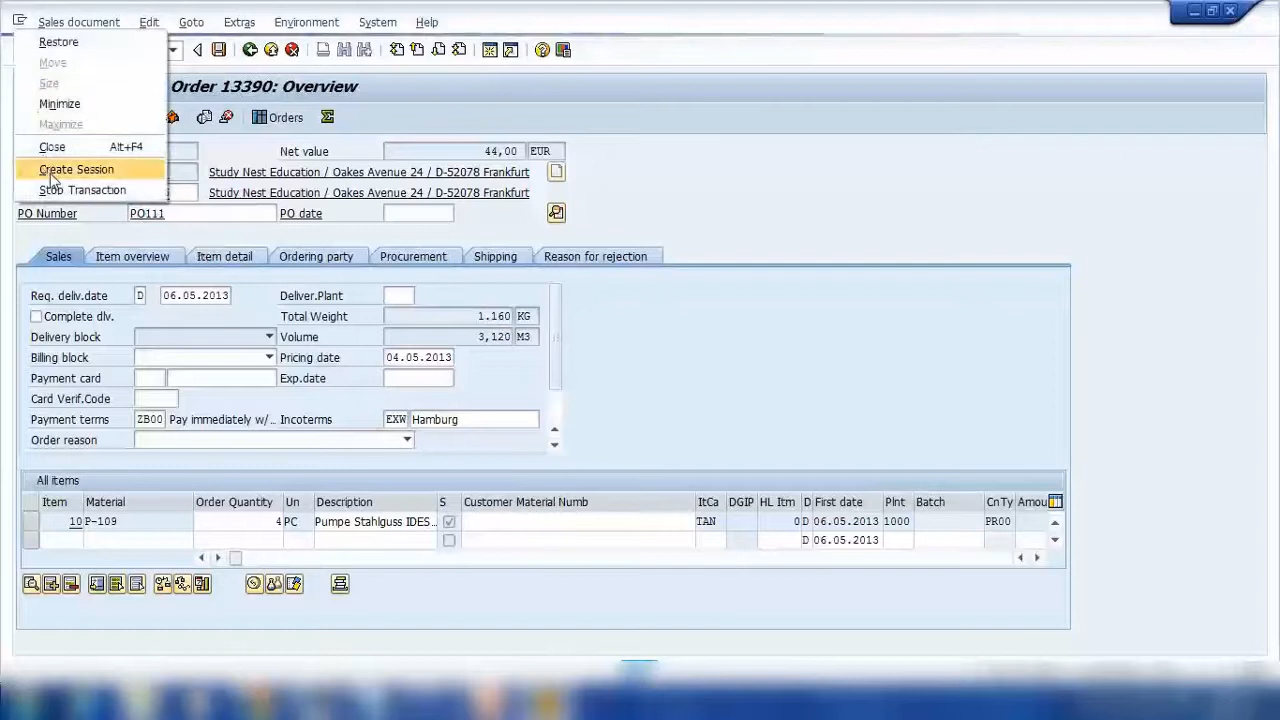 Sales document Edit Goto Extras Environment System Help
Restore
Move
Size
Minimize
Maximize
Close Alt+F4
Create Session
Stop Transaction
Order 13390: Overview
Orders
Net value 44,00 EUR
Study Nest Education / Oakes Avenue 24 / D-52078 Frankfurt
Study Nest Education / Oakes Avenue 24 / D-52078 Frankfurt
PO Number PO111 PO date
Sales Item overview Item detail Ordering party Procurement Shipping Reason for rejection
Req. deliv.date D 06.05.2013 Deliver.Plant
Complete dlv. Total Weight 1.160 KG
Delivery block Volume 3,120 M3
Billing block Pricing date 04.05.2013
Payment card Exp.date
Card Verif.Code
Payment terms ZB00 Pay immediately w/... Incoterms EXW Hamburg
Order reason
All items
Item Material Order Quantity Un Description S Customer Material Numb ItCa DGIP HL Itm D First date Plnt Batch CnTy Amou
10 P-109 4 PC Pumpe Stahlguss IDES... TAN 0 D 06.05.2013 1000 PR00
D 06.05.2013